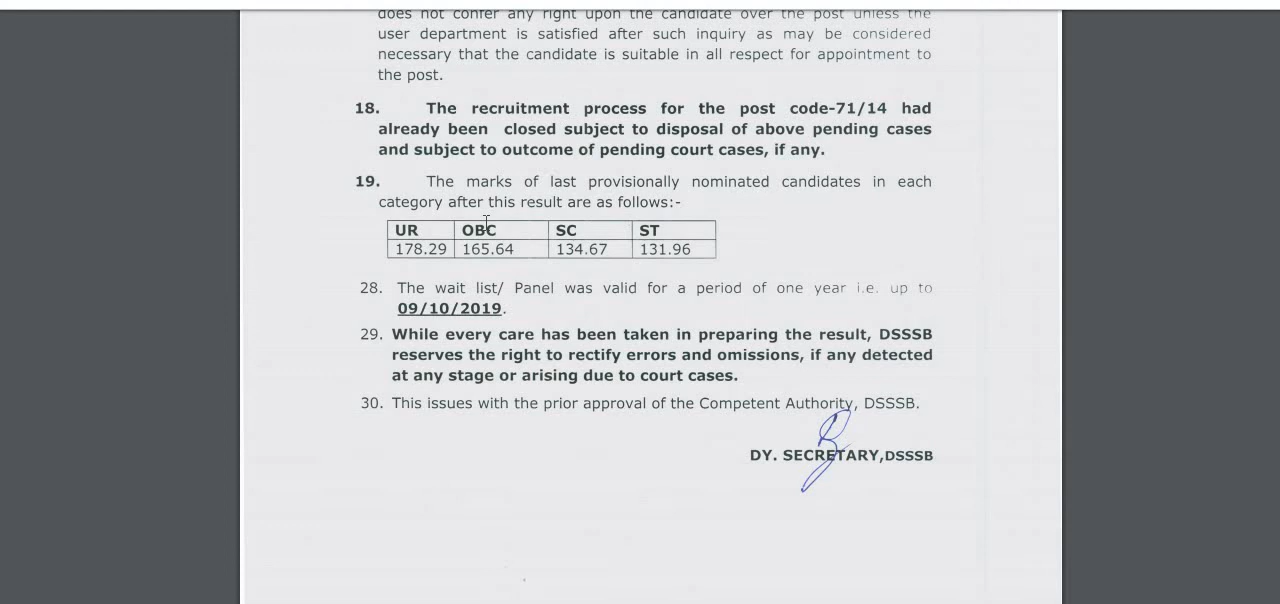 does not confer any right upon the candidate over the post unless the
user department is satisfied after such inquiry as may be considered
necessary that the candidate is suitable in all respect for appointment to
the post.
18. The recruitment process for the post code-71/14 had
already been closed subject to disposal of above pending cases
and subject to outcome of pending court cases, if any.
19. The marks of last provisionally nominated candidates in each
category after this result are as follows:-
UR OBC SC ST
178.29 165.64 134.67 131.96
28. The wait list/ Panel was valid for a period of one year i.e. up to
09/10/2019.
29. While every care has been taken in preparing the result, DSSSB
reserves the right to rectify errors and omissions, if any detected
at any stage or arising due to court cases.
30. This issues with the prior approval of the Competent Authority, DSSSB.
DY. SECRETARY,DSSSB